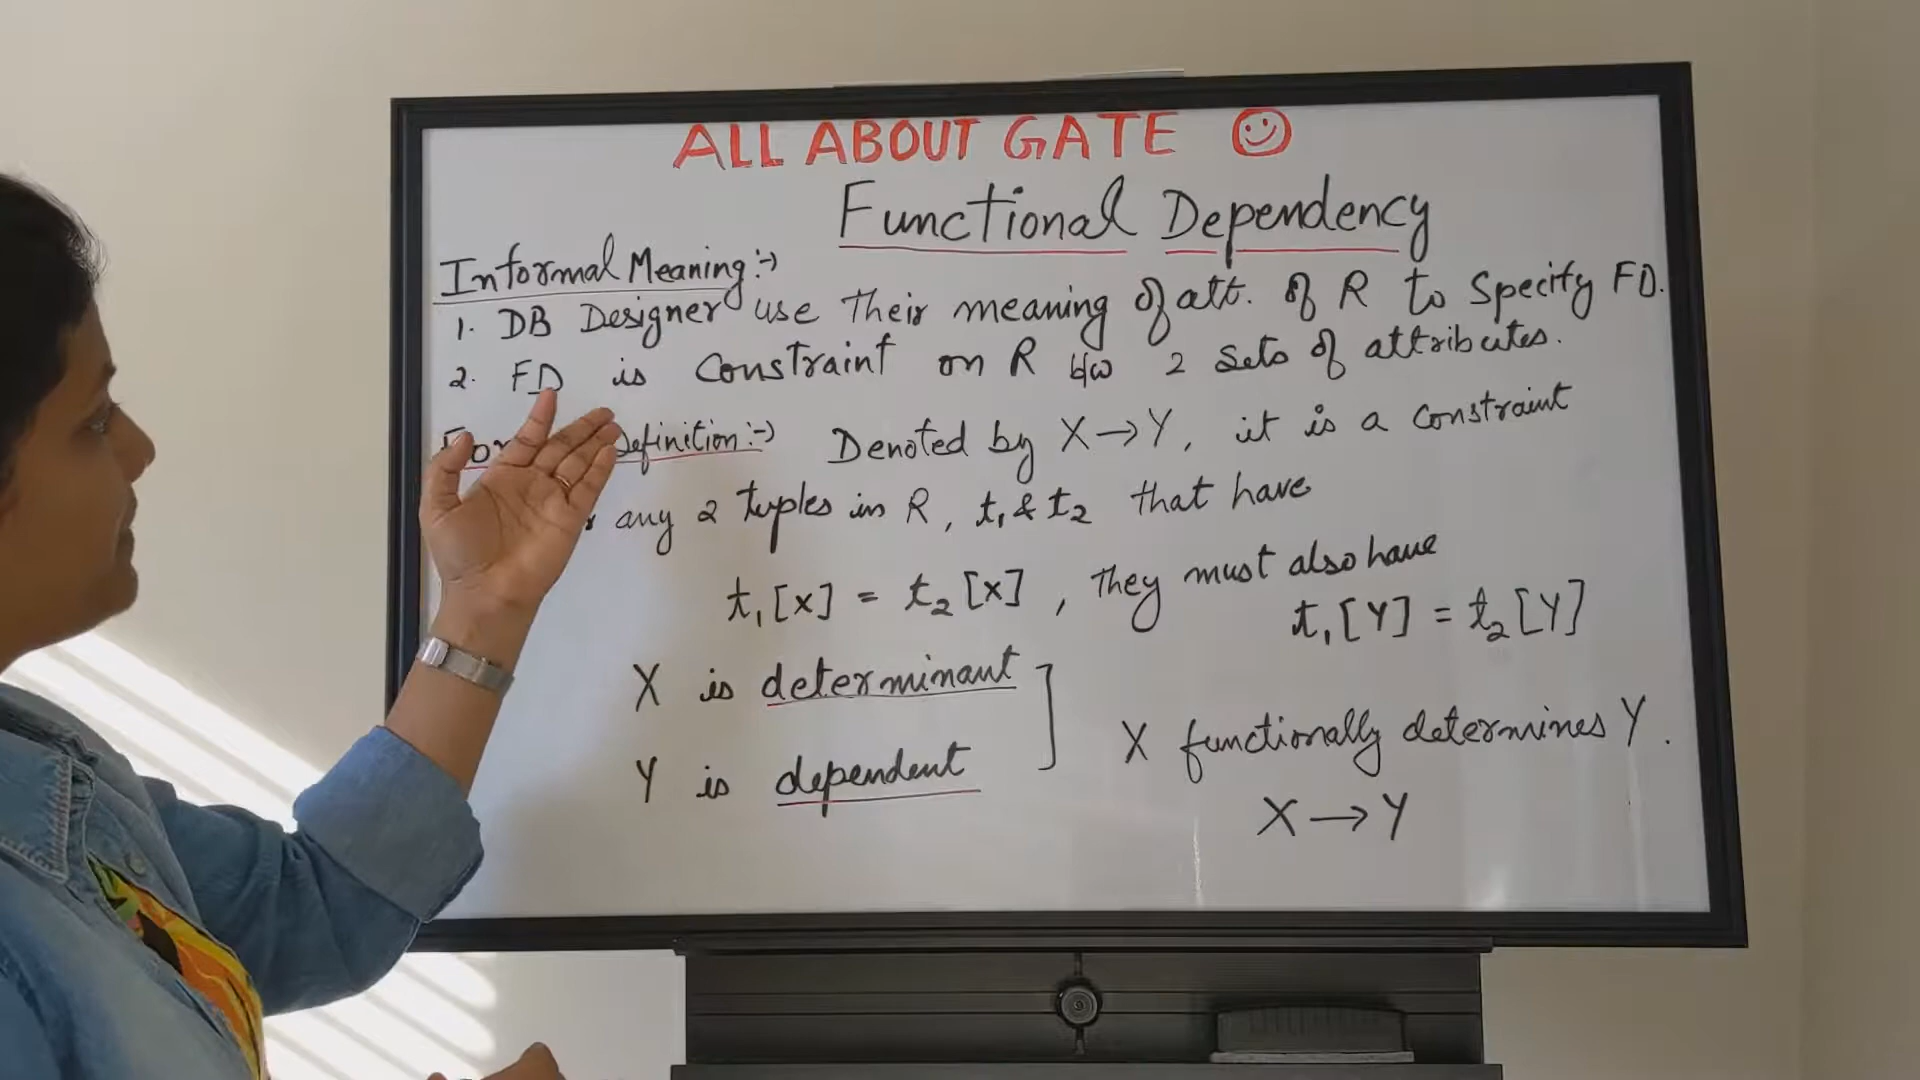 ALL ABOUT GATE ☺
Functional Dependency
Informal Meaning:→
1. DB Designer use their meaning of att. of R to specify FD.
2. FD is constraint on R b/w 2 sets of attributes.
Definition:→ Denoted by X→Y, it is a constraint
any 2 tuples in R, t₁ & t₂ that have
t₁[X] = t₂[X], they must also have
t₁[Y] = t₂[Y]
X is determinant
Y is dependent
X functionally determines Y.
X→Y